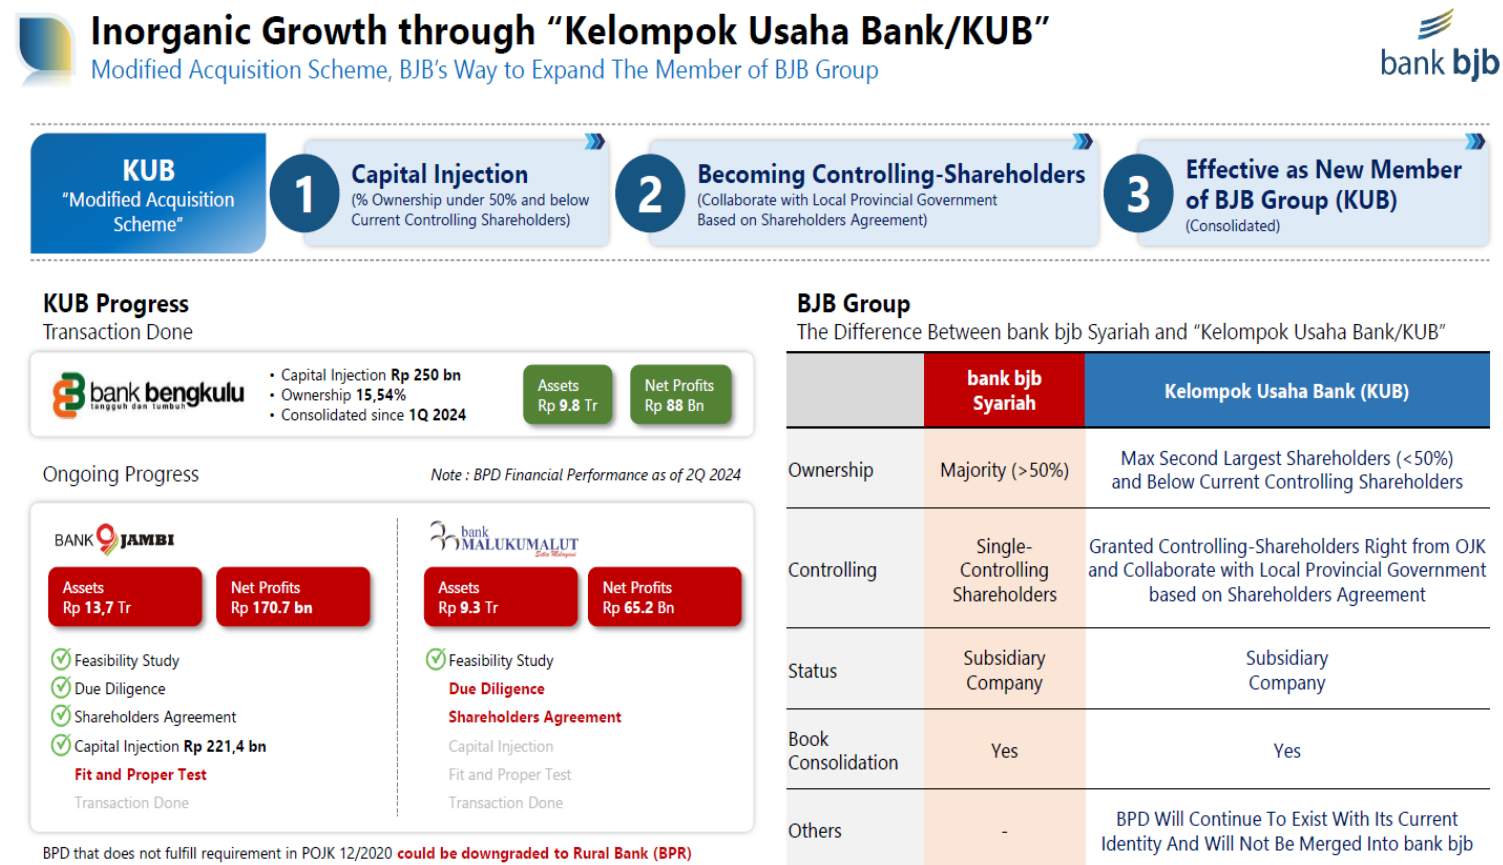 Inorganic Growth through “Kelompok Usaha Bank/KUB”
Modified Acquisition Scheme, BJB’s Way to Expand The Member of BJB Group
bank bjb
KUB
“Modified Acquisition
Scheme”
1
Capital Injection
(% Ownership under 50% and below
Current Controlling Shareholders)
2
Becoming Controlling-Shareholders
(Collaborate with Local Provincial Government
Based on Shareholders Agreement)
3
Effective as New Member
of BJB Group (KUB)
(Consolidated)
KUB Progress
Transaction Done
bank bengkulu
tangguh dan tumbuh
• Capital Injection Rp 250 bn
• Ownership 15,54%
• Consolidated since 1Q 2024
Assets
Rp 9.8 Tr
Net Profits
Rp 88 Bn
Ongoing Progress
Note : BPD Financial Performance as of 2Q 2024
BANK 9 JAMBI
Assets
Rp 13,7 Tr
Net Profits
Rp 170.7 bn
Feasibility Study
Due Diligence
Shareholders Agreement
Capital Injection Rp 221,4 bn
Fit and Proper Test
Transaction Done
bank
MALUKUMALUT
Setia Melayani
Assets
Rp 9.3 Tr
Net Profits
Rp 65.2 Bn
Feasibility Study
Due Diligence
Shareholders Agreement
Capital Injection
Fit and Proper Test
Transaction Done
BPD that does not fulfill requirement in POJK 12/2020 could be downgraded to Rural Bank (BPR)
BJB Group
The Difference Between bank bjb Syariah and “Kelompok Usaha Bank/KUB”
bank bjb
Syariah
Kelompok Usaha Bank (KUB)
Ownership
Majority (>50%)
Max Second Largest Shareholders (<50%)
and Below Current Controlling Shareholders
Controlling
Single-
Controlling
Shareholders
Granted Controlling-Shareholders Right from OJK
and Collaborate with Local Provincial Government
based on Shareholders Agreement
Status
Subsidiary
Company
Subsidiary
Company
Book
Consolidation
Yes
Yes
Others
-
BPD Will Continue To Exist With Its Current
Identity And Will Not Be Merged Into bank bjb